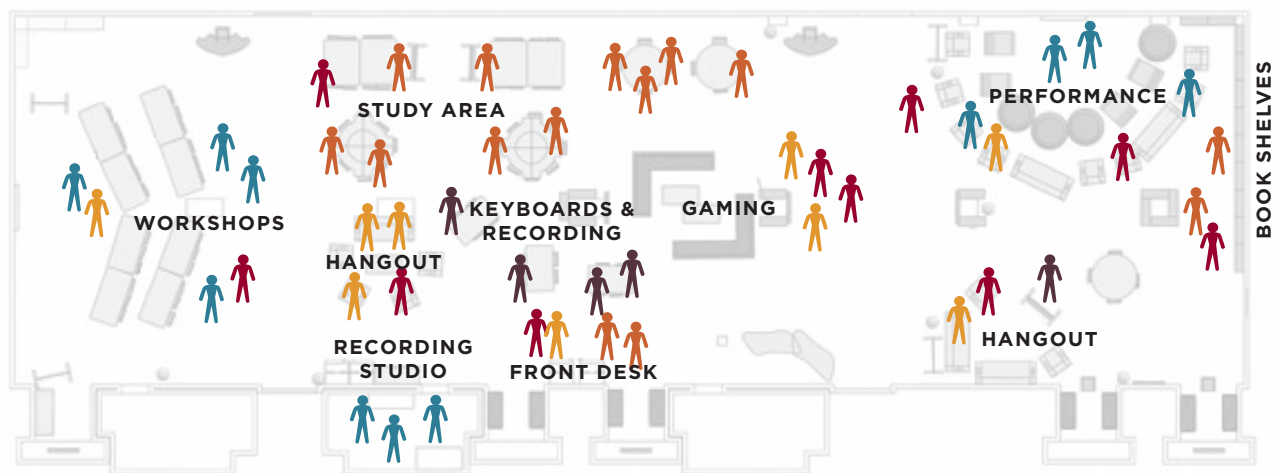 STUDY AREA
PERFORMANCE
BOOK SHELVES
WORKSHOPS
KEYBOARDS &
RECORDING
GAMING
HANGOUT
HANGOUT
RECORDING
STUDIO
FRONT DESK